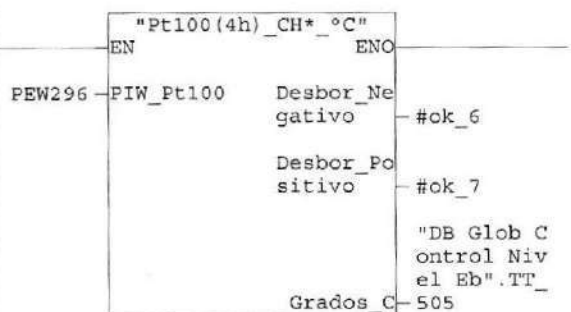 "Pt100(4h)_CH*_°C"
EN ENO
PEW296 PIW_Pt100 Desbor_Ne
gativo #ok_6
Desbor_Po
sitivo #ok_7
"DB Glob C
ontrol Niv
el Eb".TT_
Grados_C 505